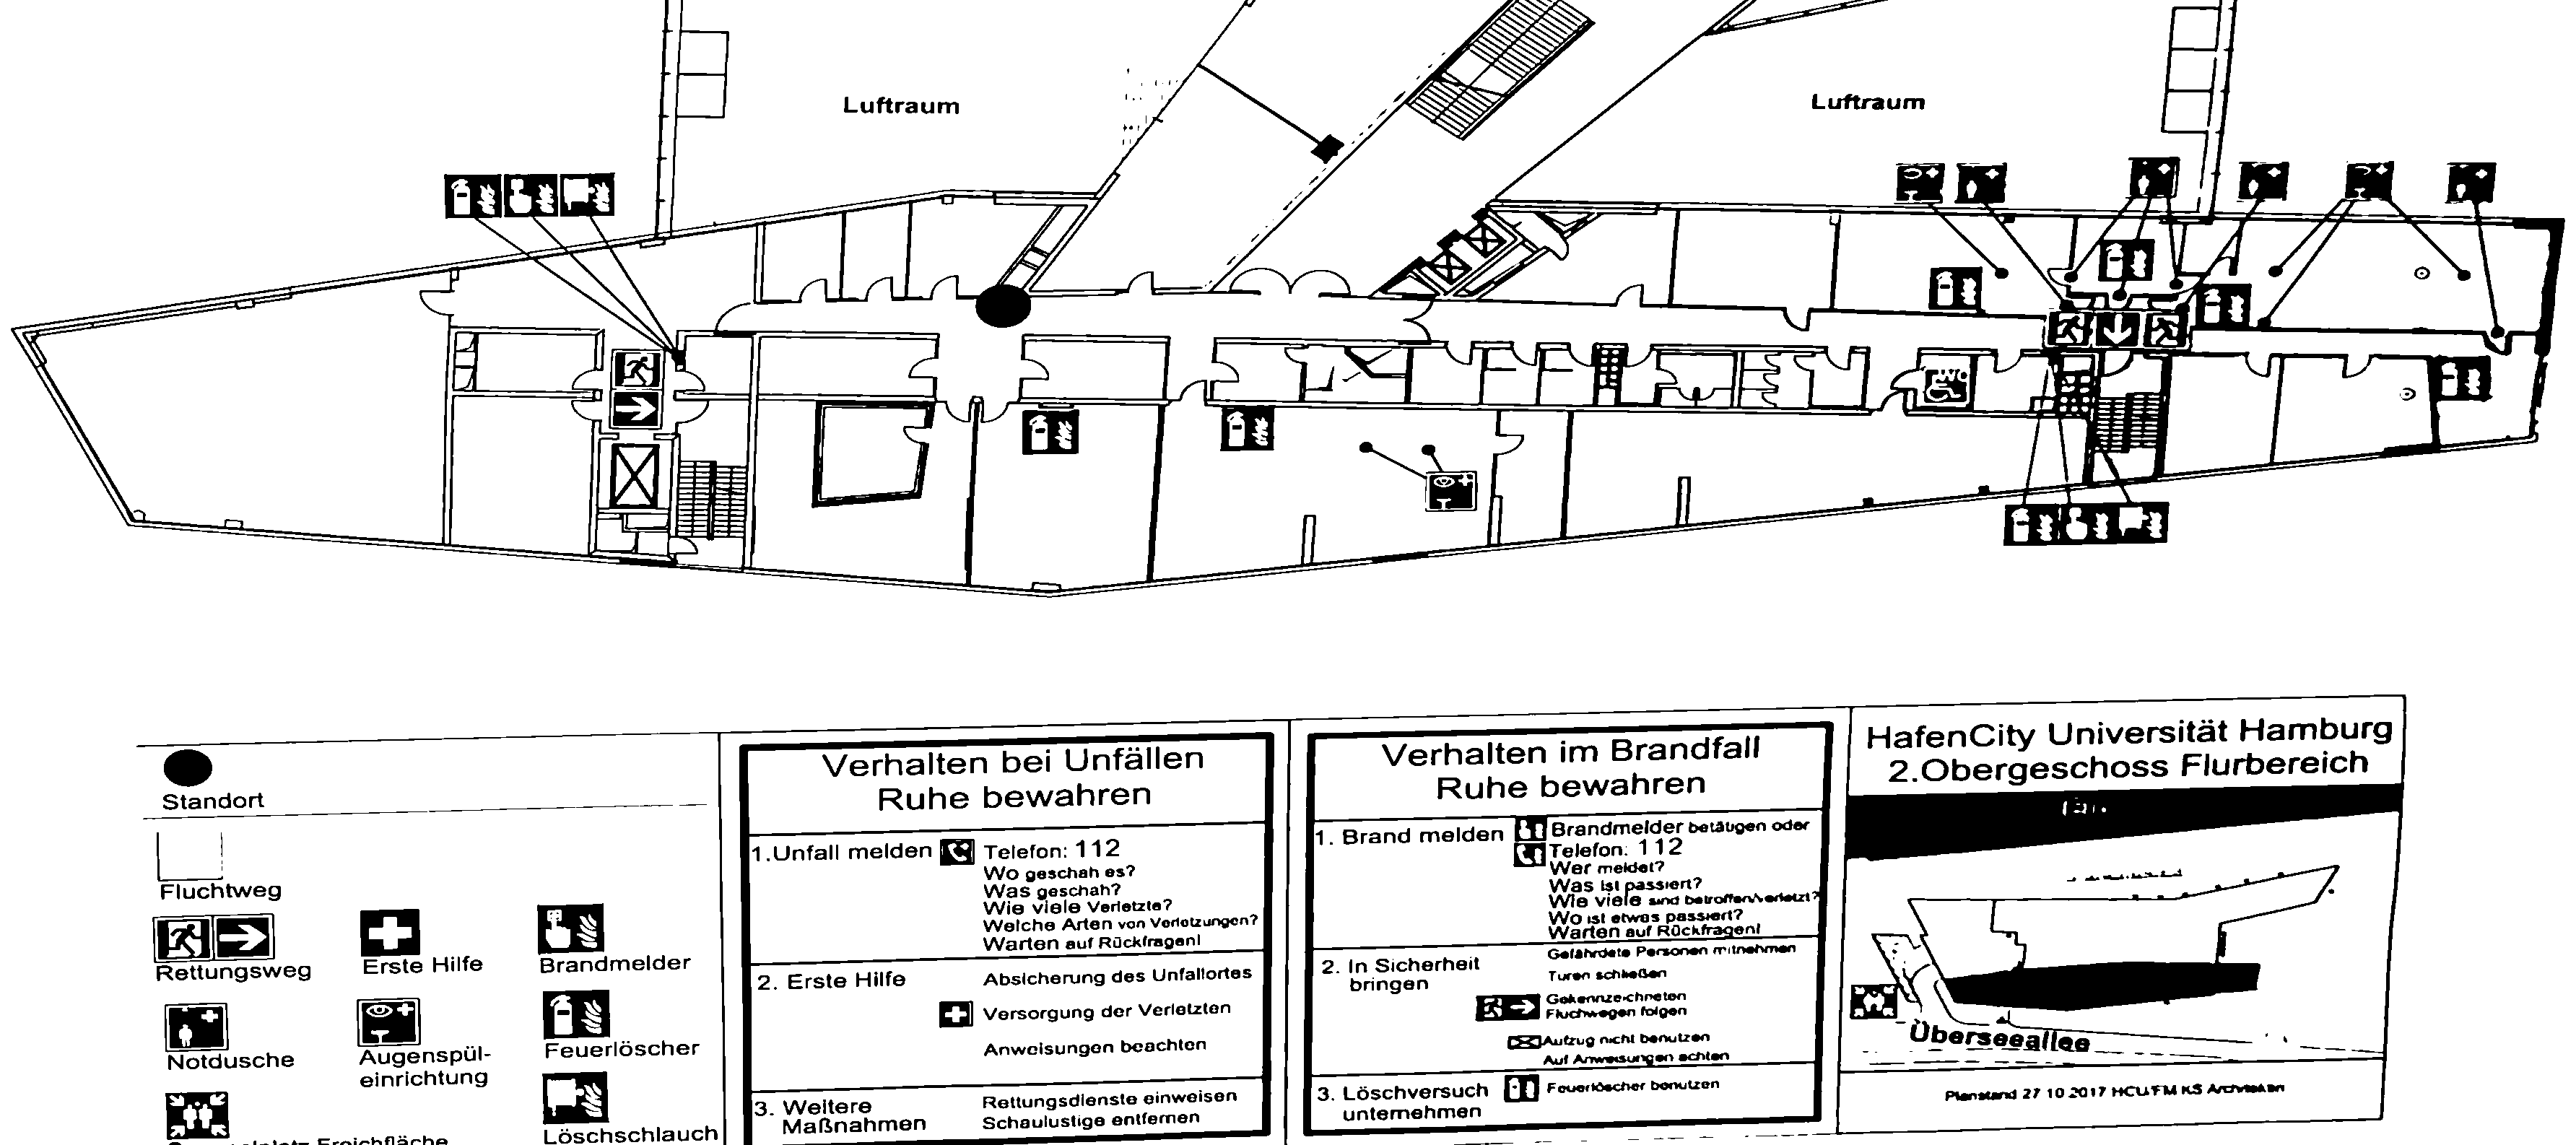 Luftraum
Luftraum
WC
Standort
Fluchtweg
Rettungsweg
Erste Hilfe
Brandmelder
Notdusche
Augenspül-
einrichtung
Feuerlöscher
Löschschlauch
Verhalten bei Unfällen
Ruhe bewahren
1.Unfall melden
Telefon: 112
Wo geschah es?
Was geschah?
Wie viele Verletzte?
Welche Arten von Verletzungen?
Warten auf Rückfragen!
2. Erste Hilfe
Absicherung des Unfallortes
Versorgung der Verletzten
Anweisungen beachten
3. Weitere
Maßnahmen
Rettungsdienste einweisen
Schaulustige entfernen
Verhalten im Brandfall
Ruhe bewahren
1. Brand melden
Brandmelder betätigen oder
Telefon: 112
Wer meldet?
Was ist passiert?
Wie viele sind betroffen/verletzt?
Wo ist etwas passiert?
Warten auf Rückfragen!
2. In Sicherheit
bringen
Gefährdete Personen mitnehmen
Türen schließen
Gekennzeichneten
Fluchwegen folgen
Aufzug nicht benutzen
Auf Anweisungen achten
3. Löschversuch
unternehmen
Feuerlöscher benutzen
HafenCity Universität Hamburg
2.Obergeschoss Flurbereich
Überseeallee
Planstand 27 10 2017 HCU/FM KS Architekten